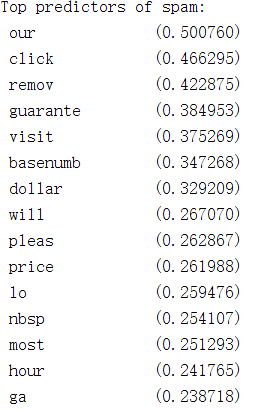 Top predictors of spam:
our (0.500760)
click (0.466295)
remov (0.422875)
guarante (0.384953)
visit (0.375269)
basenumb (0.347268)
dollar (0.329209)
will (0.267070)
pleas (0.262867)
price (0.261988)
lo (0.259476)
nbsp (0.254107)
most (0.251293)
hour (0.241765)
ga (0.238718)